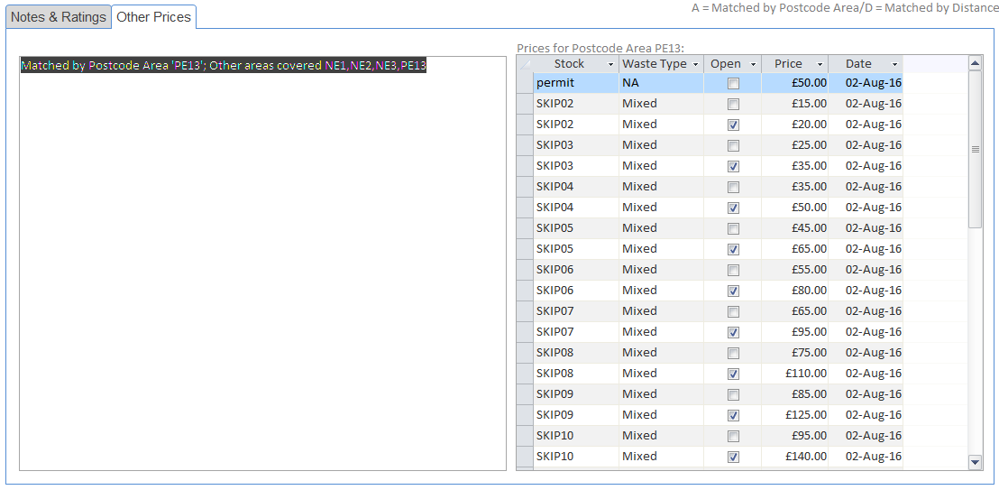 A = Matched by Postcode Area/D = Matched by Distance
Notes & Ratings Other Prices
Prices for Postcode Area PE13:
Matched by Postcode Area 'PE13'; Other areas covered NE1,NE2,NE3,PE13
Stock Waste Type Open Price Date
permit NA £50.00 02-Aug-16
SKIP02 Mixed £15.00 02-Aug-16
SKIP02 Mixed £20.00 02-Aug-16
SKIP03 Mixed £25.00 02-Aug-16
SKIP03 Mixed £35.00 02-Aug-16
SKIP04 Mixed £35.00 02-Aug-16
SKIP04 Mixed £50.00 02-Aug-16
SKIP05 Mixed £45.00 02-Aug-16
SKIP05 Mixed £65.00 02-Aug-16
SKIP06 Mixed £55.00 02-Aug-16
SKIP06 Mixed £80.00 02-Aug-16
SKIP07 Mixed £65.00 02-Aug-16
SKIP07 Mixed £95.00 02-Aug-16
SKIP08 Mixed £75.00 02-Aug-16
SKIP08 Mixed £110.00 02-Aug-16
SKIP09 Mixed £85.00 02-Aug-16
SKIP09 Mixed £125.00 02-Aug-16
SKIP10 Mixed £95.00 02-Aug-16
SKIP10 Mixed £140.00 02-Aug-16